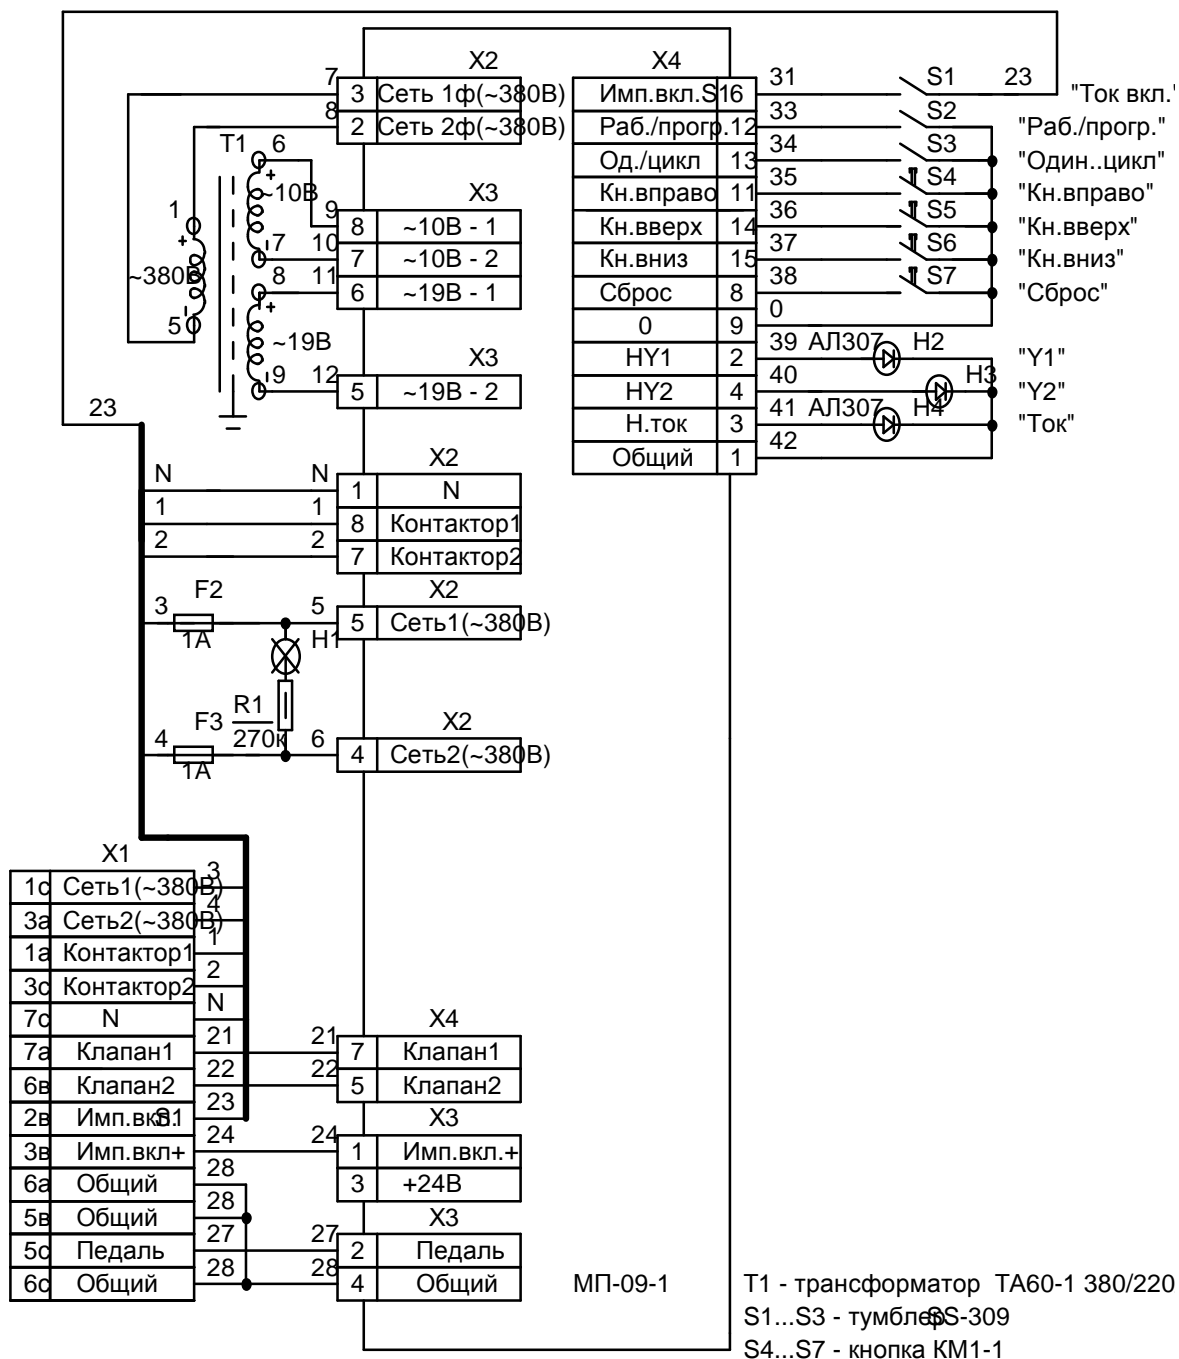 X2
7 3 Сеть 1ф(~380В)
8 2 Сеть 2ф(~380В)
T1
6
~10В
7
1
~380В
5
8
~19В
9
X3
9 8 ~10В - 1
10 7 ~10В - 2
11 6 ~19В - 1
X3
12 5 ~19В - 2
23
X4
Имп.вкл.S1 16 31 S1 23 "Ток вкл."
Раб./прогр. 12 33 S2 "Раб./прогр."
Од./цикл 13 34 S3 "Один..цикл"
Кн.вправо 11 35 S4 "Кн.вправо"
Кн.вверх 14 36 S5 "Кн.вверх"
Кн.вниз 15 37 S6 "Кн.вниз"
Сброс 8 38 S7 "Сброс"
0 9 0
HY1 2 39 АЛ307 H2 "Y1"
HY2 4 40 H3 "Y2"
Н.ток 3 41 АЛ307 H4 "Ток"
Общий 1 42
X2
N N 1 N
1 1 8 Контактор1
2 2 7 Контактор2
X2
F2
3 1А 5 5 Сеть1(~380В)
H1
R1
270к
X2
F3
4 1А 6 4 Сеть2(~380В)
X1
1с Сеть1(~380В) 3
3а Сеть2(~380В) 4
1а Контактор1 1
3с Контактор2 2
7с N N
7а Клапан1 21
6в Клапан2 22
2в Имп.вкл.S1 23
3в Имп.вкл+ 24
6а Общий 28
5в Общий 28
5с Педаль 27
6с Общий 28
X4
21 7 Клапан1
22 5 Клапан2
X3
24 1 Имп.вкл.+
3 +24В
X3
27 2 Педаль
28 4 Общий
МП-09-1
T1 - трансформатор ТА60-1 380/220
S1...S3 - тумблер SS-309
S4...S7 - кнопка КМ1-1